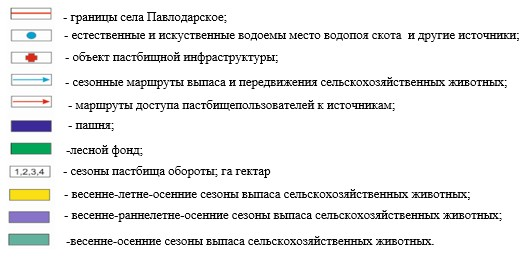 - границы села Павлодарское;
- естественные и искуственные водоемы место водопоя скота и другие источники;
- объект пастбищной инфраструктуры;
- сезонные маршруты выпаса и передвижения сельскохозяйственных животных;
- маршруты доступа пастбищепользователей к источникам;
- пашня;
-лесной фонд;
1,2,3,4 - сезоны пастбища обороты; га гектар
- весенне-летне-осенние сезоны выпаса сельскохозяйственных животных;
- весенне-раннелетне-осенние сезоны выпаса сельскохозяйственных животных;
-весенне-осенние сезоны выпаса сельскохозяйственных животных.